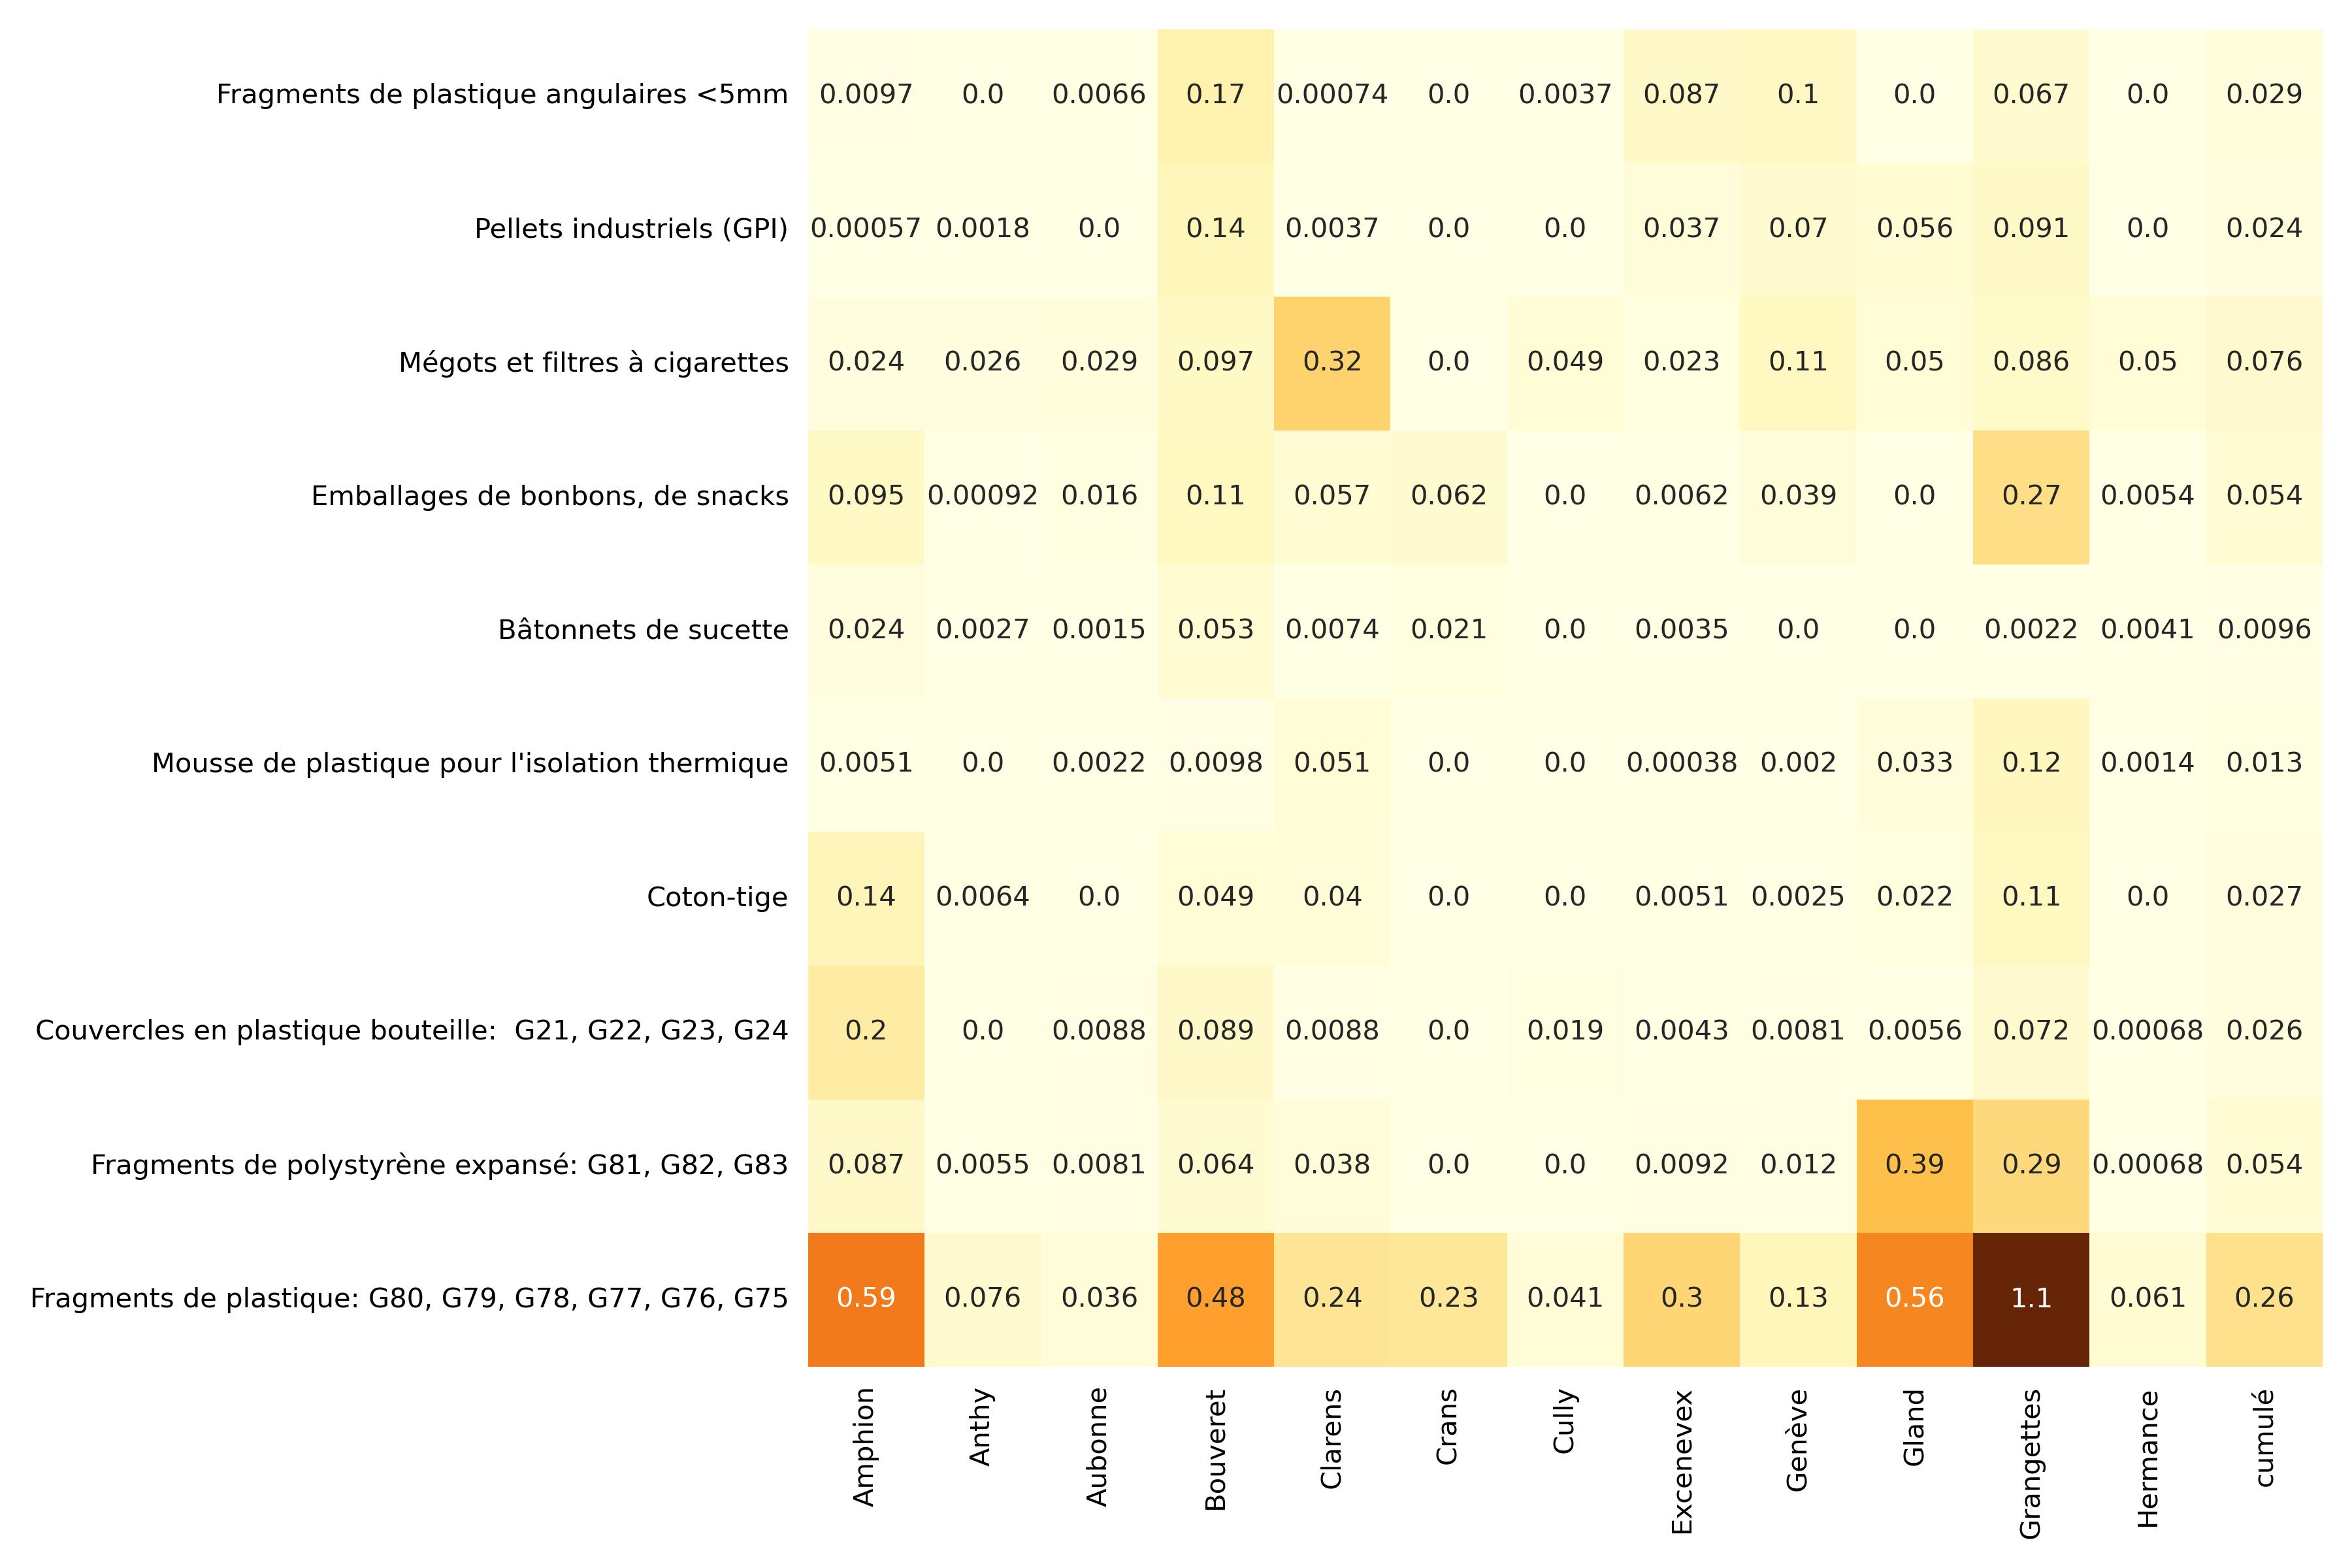 Fragments de plastique angulaires <5mm 0.0097 0.0 0.0066 0.17 0.00074 0.0 0.0037 0.087 0.1 0.0 0.067 0.0 0.029
Pellets industriels (GPI) 0.00057 0.0018 0.0 0.14 0.0037 0.0 0.0 0.037 0.07 0.056 0.091 0.0 0.024
Mégots et filtres à cigarettes 0.024 0.026 0.029 0.097 0.32 0.0 0.049 0.023 0.11 0.05 0.086 0.05 0.076
Emballages de bonbons, de snacks 0.095 0.00092 0.016 0.11 0.057 0.062 0.0 0.0062 0.039 0.0 0.27 0.0054 0.054
Bâtonnets de sucette 0.024 0.0027 0.0015 0.053 0.0074 0.021 0.0 0.0035 0.0 0.0 0.0022 0.0041 0.0096
Mousse de plastique pour l'isolation thermique 0.0051 0.0 0.0022 0.0098 0.051 0.0 0.0 0.00038 0.002 0.033 0.12 0.0014 0.013
Coton-tige 0.14 0.0064 0.0 0.049 0.04 0.0 0.0 0.0051 0.0025 0.022 0.11 0.0 0.027
Couvercles en plastique bouteille:  G21, G22, G23, G24 0.2 0.0 0.0088 0.089 0.0088 0.0 0.019 0.0043 0.0081 0.0056 0.072 0.00068 0.026
Fragments de polystyrène expansé: G81, G82, G83 0.087 0.0055 0.0081 0.064 0.038 0.0 0.0 0.0092 0.012 0.39 0.29 0.00068 0.054
Fragments de plastique: G80, G79, G78, G77, G76, G75 0.59 0.076 0.036 0.48 0.24 0.23 0.041 0.3 0.13 0.56 1.1 0.061 0.26
Amphion Anthy Aubonne Bouveret Clarens Crans Cully Excenevex Genève Gland Grangettes Hermance cumulé